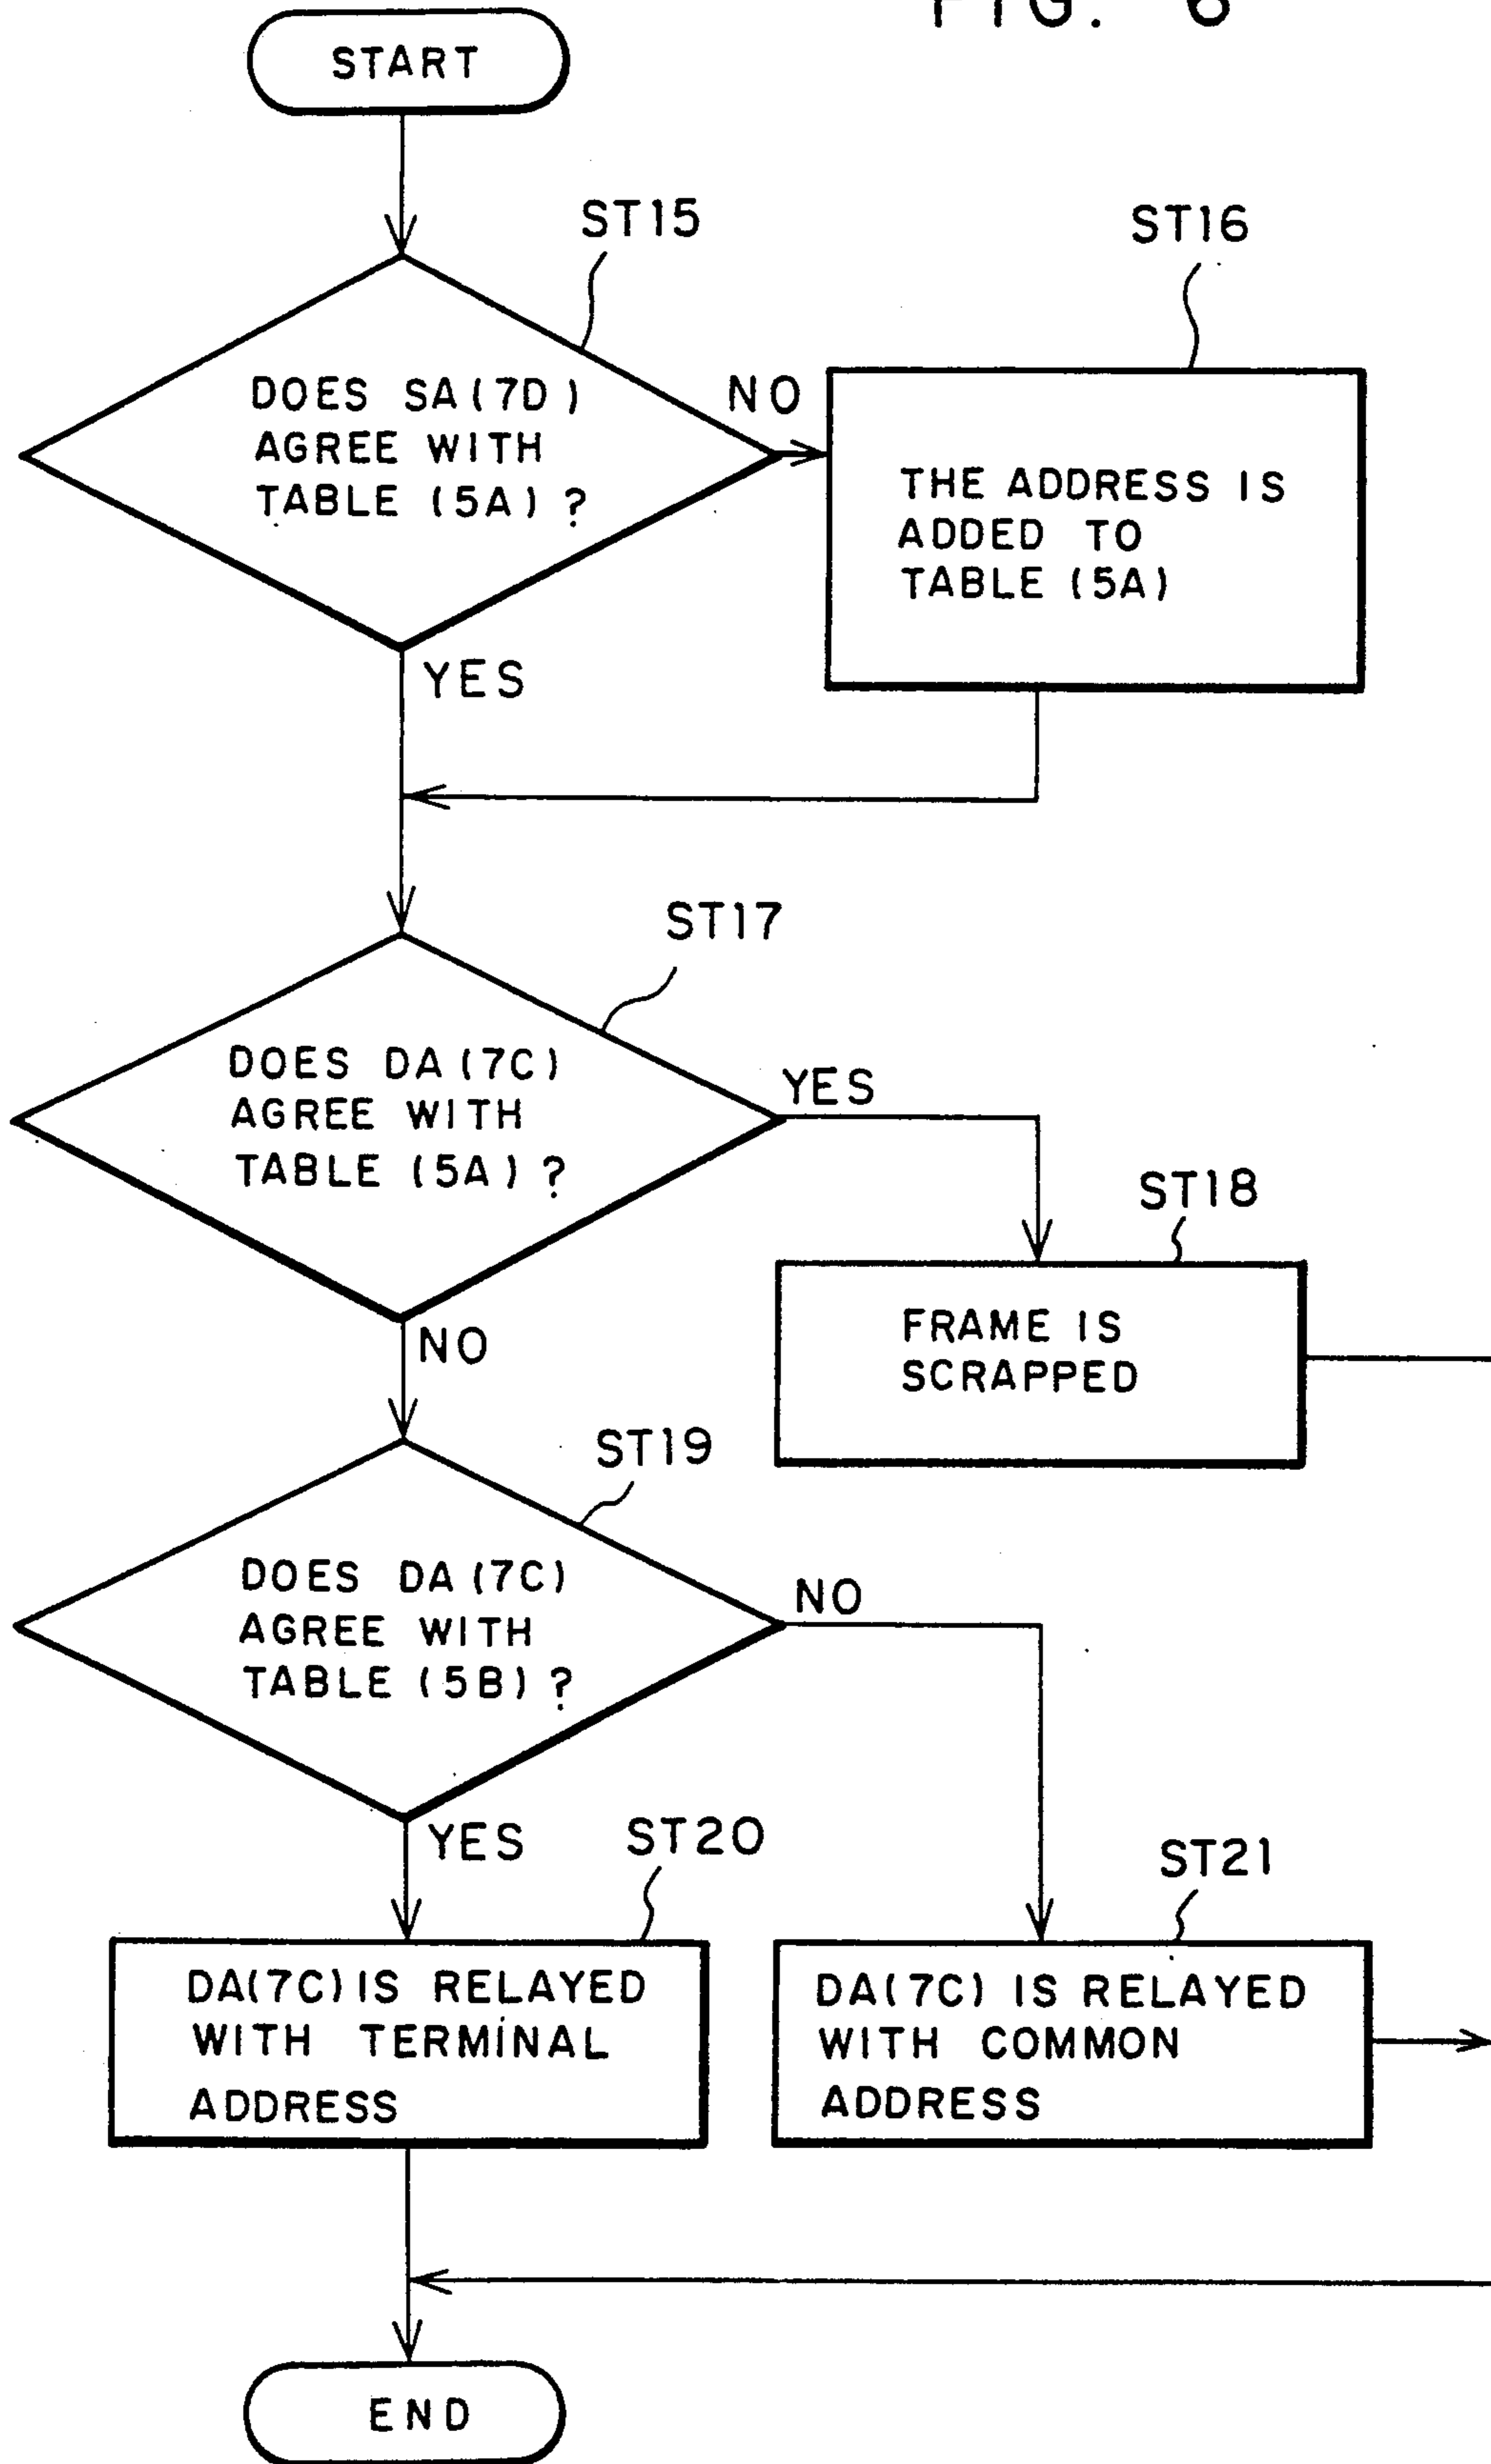 FIG. 6
START
ST15
ST16
DOES SA(7D)
AGREE WITH
TABLE (5A)?
NO
THE ADDRESS IS
ADDED TO
TABLE (5A)
YES
ST17
DOES DA(7C)
AGREE WITH
TABLE (5A)?
YES
ST18
FRAME IS
SCRAPPED
NO
ST19
DOES DA(7C)
AGREE WITH
TABLE (5B)?
NO
YES
ST20
ST21
DA(7C) IS RELAYED
WITH TERMINAL
ADDRESS
DA(7C) IS RELAYED
WITH COMMON
ADDRESS
END